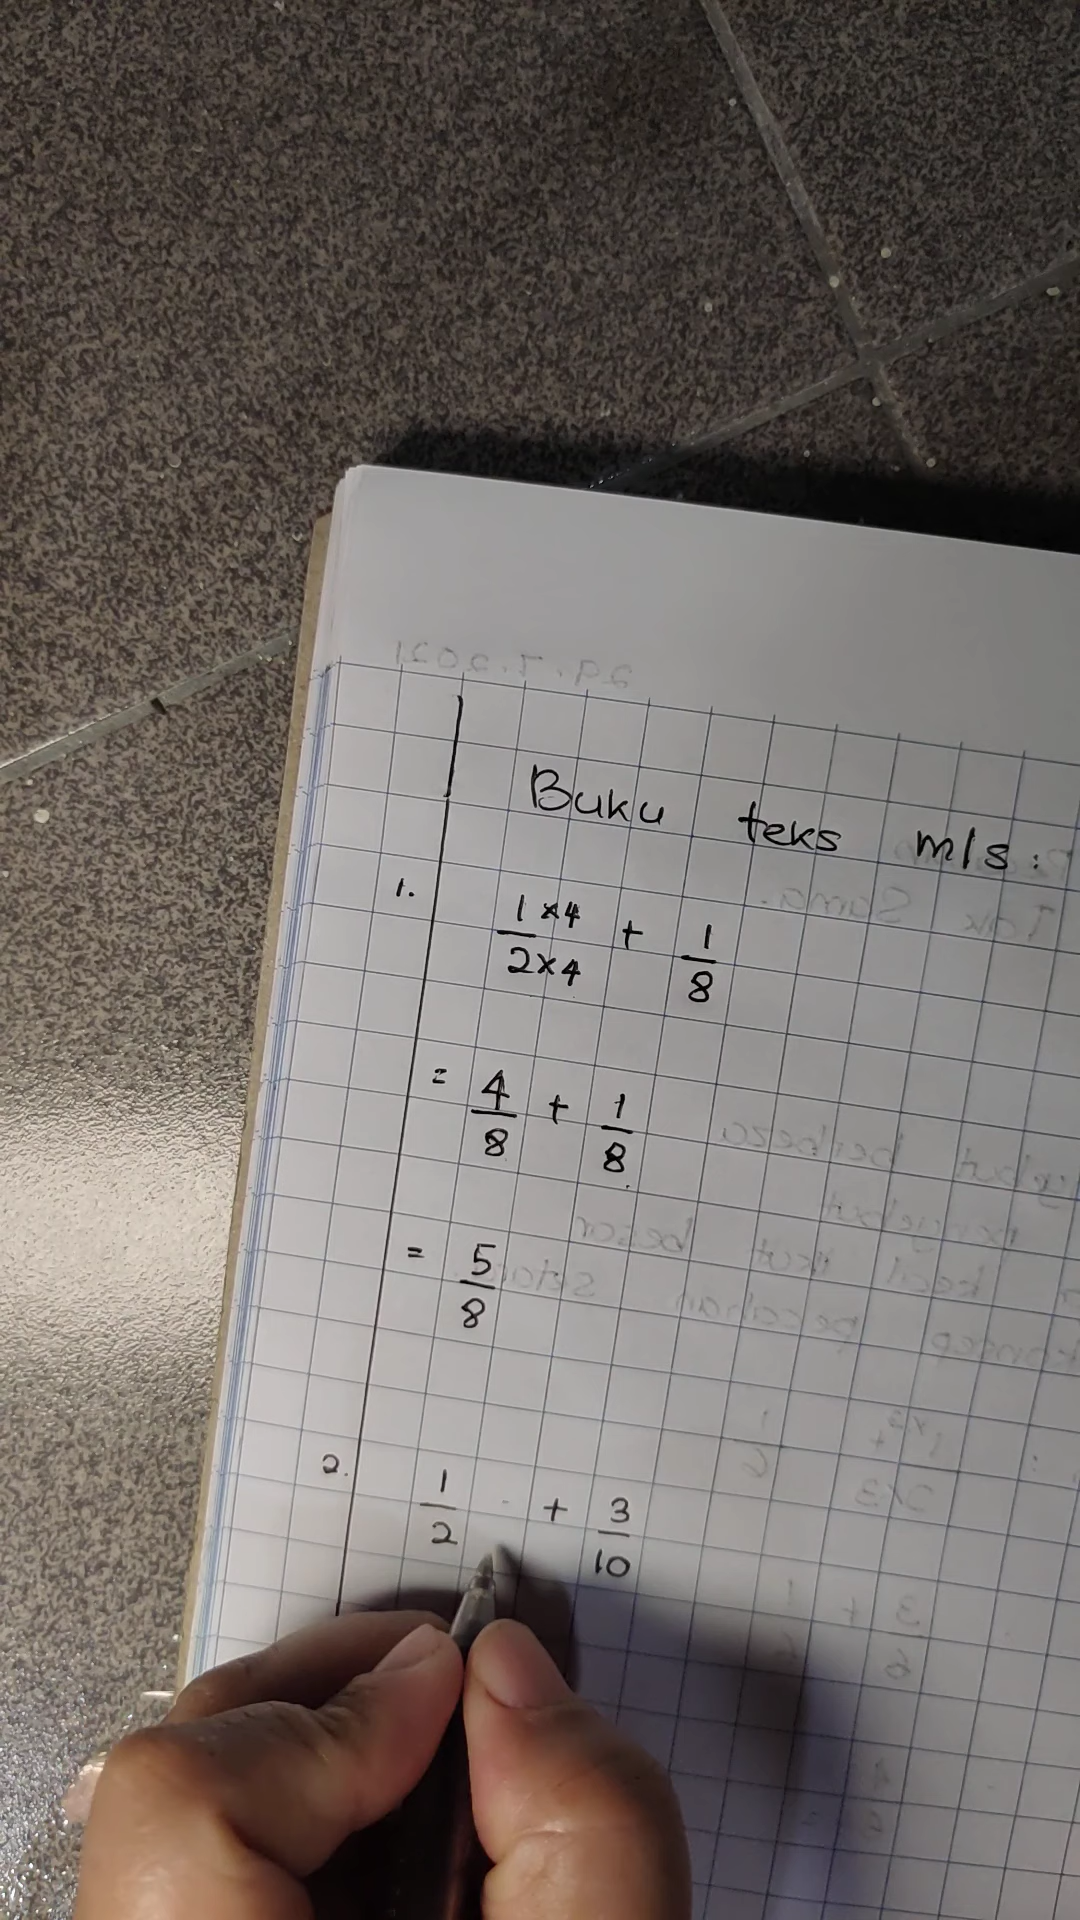 Buku teks m/s:
1.
1 ×4 + 1
2 ×4 8
= 4 + 1
8 8
= 5
8
2.
1 + 3
2 10